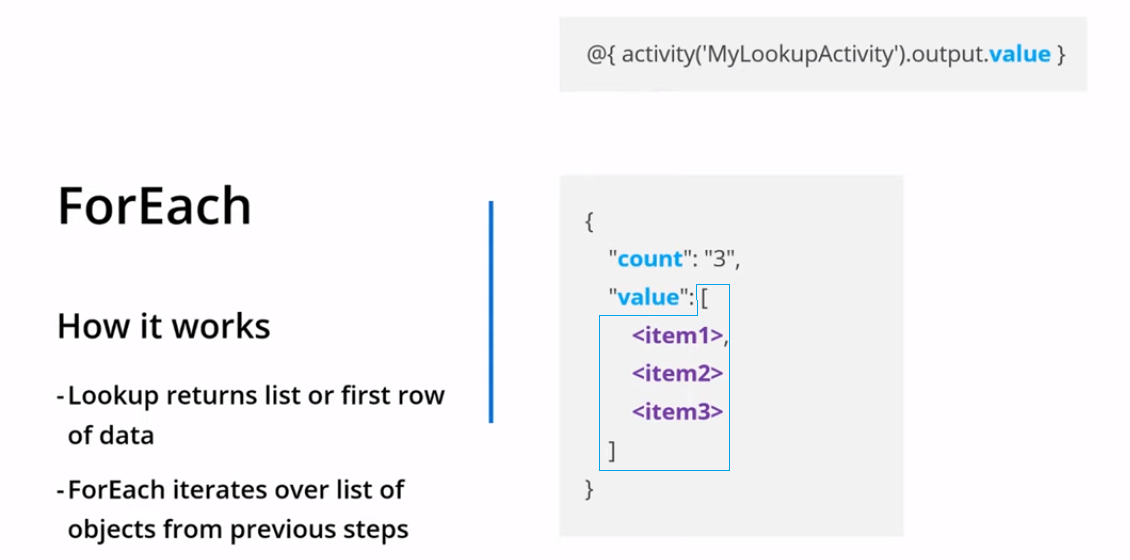 @{ activity('MyLookupActivity').output.value }
ForEach
How it works
-Lookup returns list or first row
of data
-ForEach iterates over list of
objects from previous steps
{
"count": "3",
"value": [
<item1>,
<item2>
<item3>
]
}